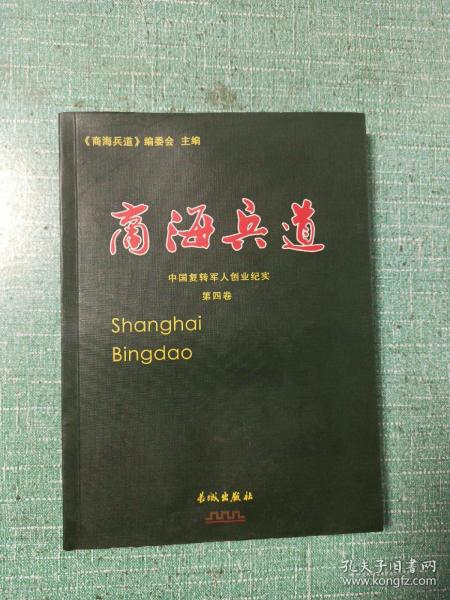 《商海兵道》编委会 主编
商海兵道
中国复转军人创业纪实
第四卷
Shanghai
Bingdao
长城出版社
孔夫子旧书网
www.kongfz.com